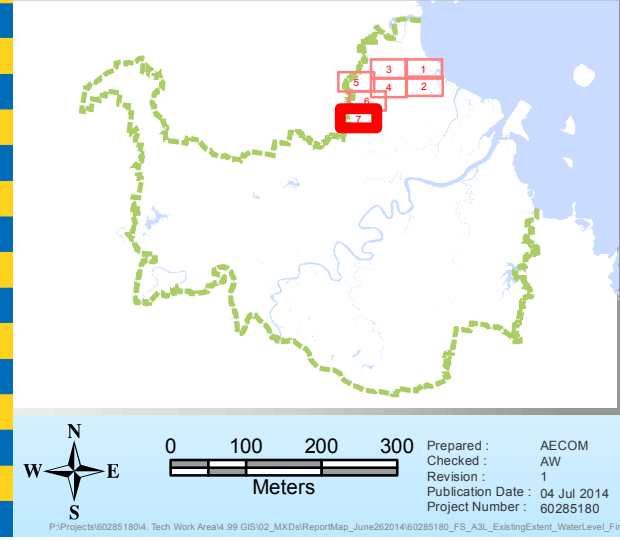 3 1
5 4 2
6
7
N
W E
S
0 100 200 300
Meters
Prepared : AECOM
Checked : AW
Revision : 1
Publication Date : 04 Jul 2014
Project Number : 60285180
P:\Projects\60285180\4. Tech Work Area\4.99 GIS\02_MXDs\ReportMap_June262014\60285180_FS_A3L_ExistingExtent_WaterLevel_Fir